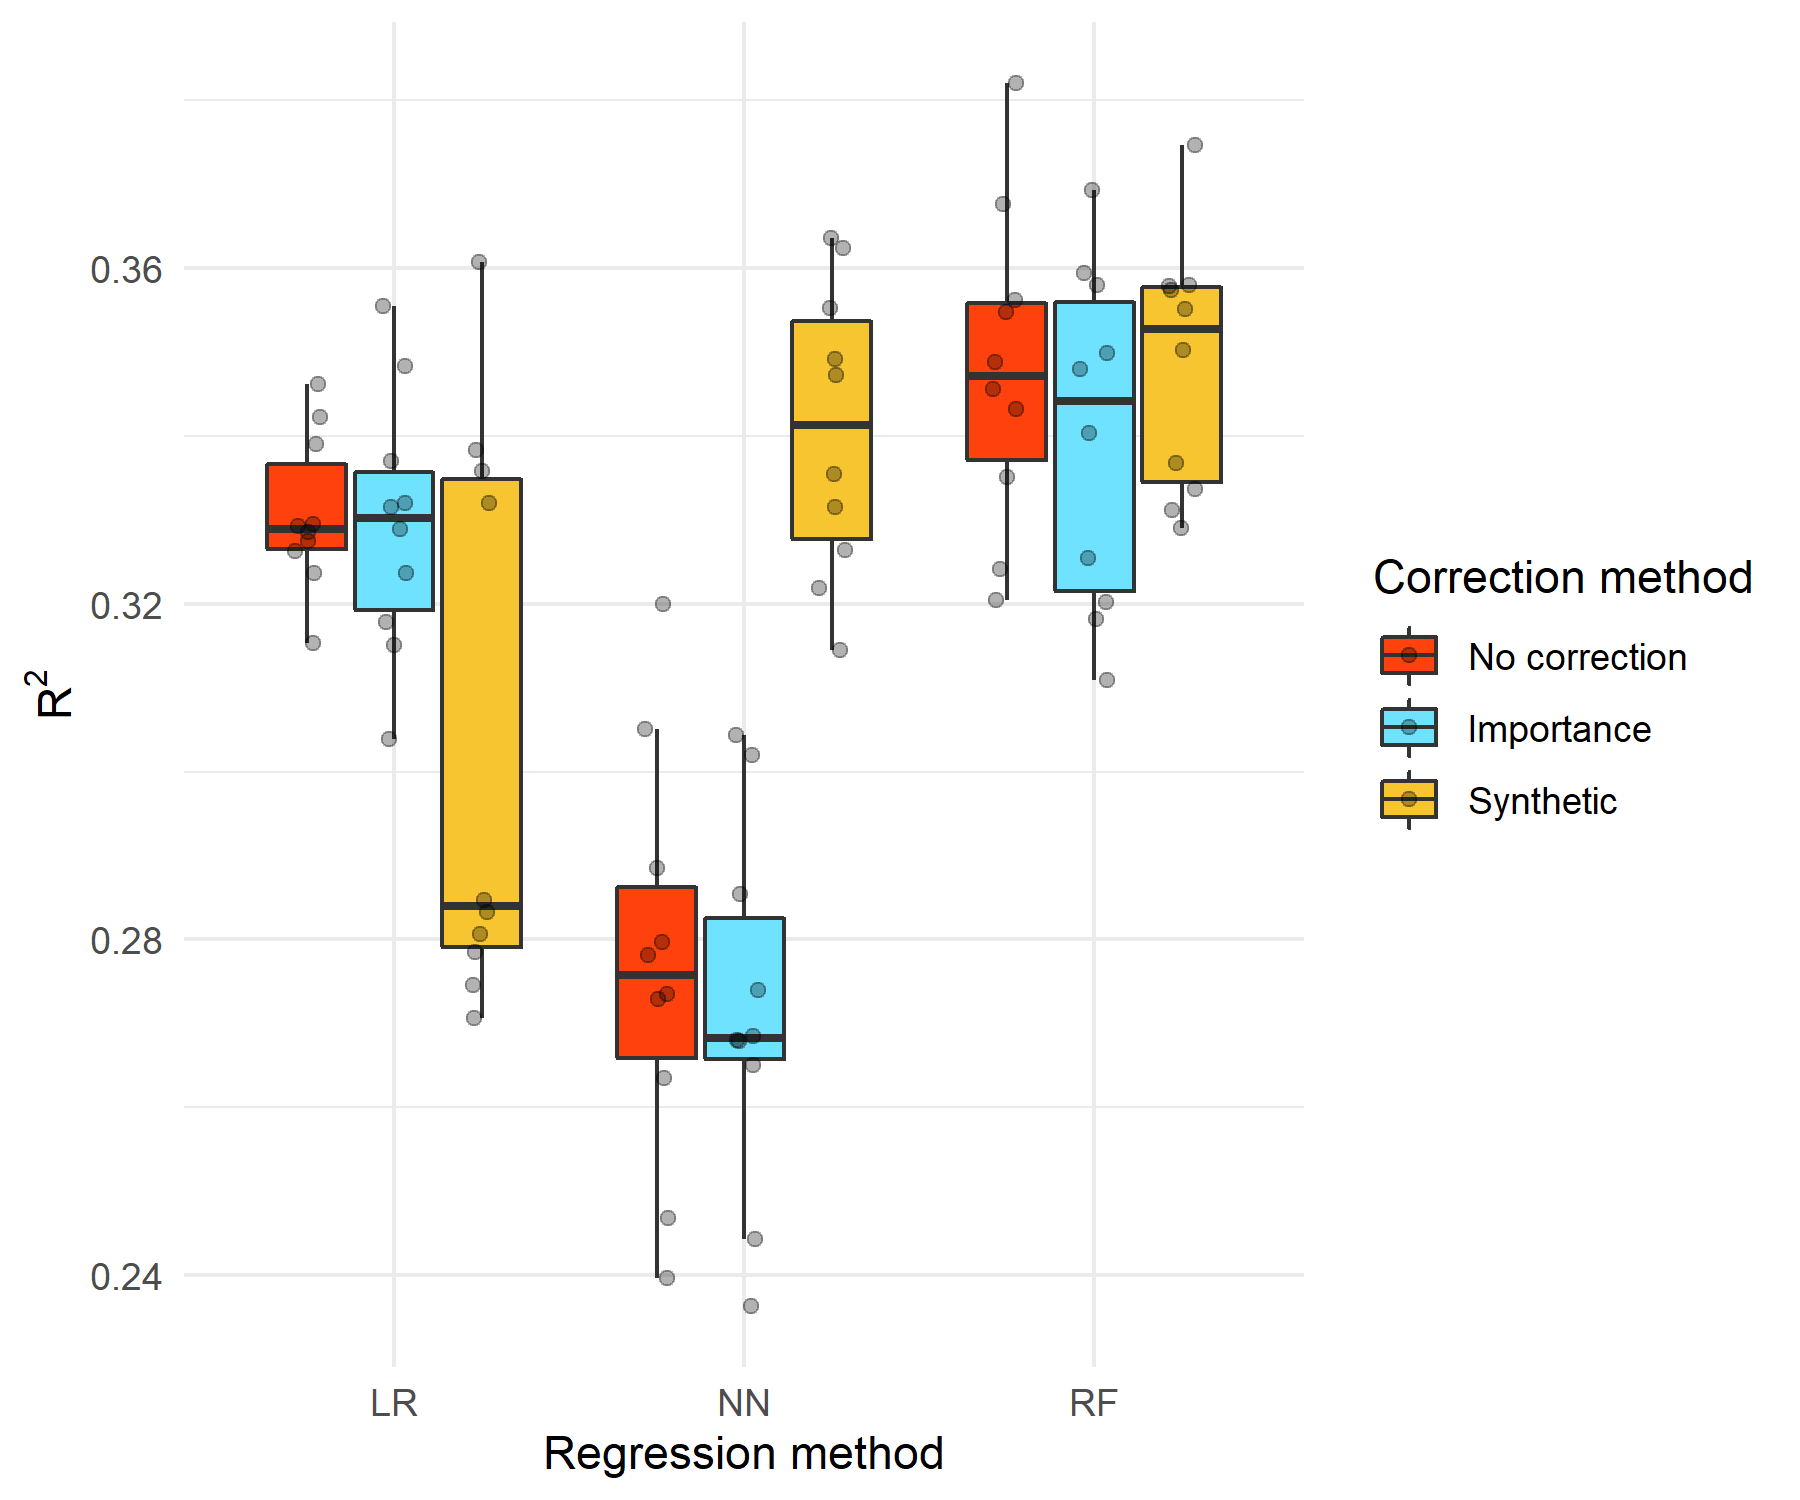 R²
0.36
0.32
0.28
0.24
LR NN RF
Regression method
Correction method
No correction
Importance
Synthetic